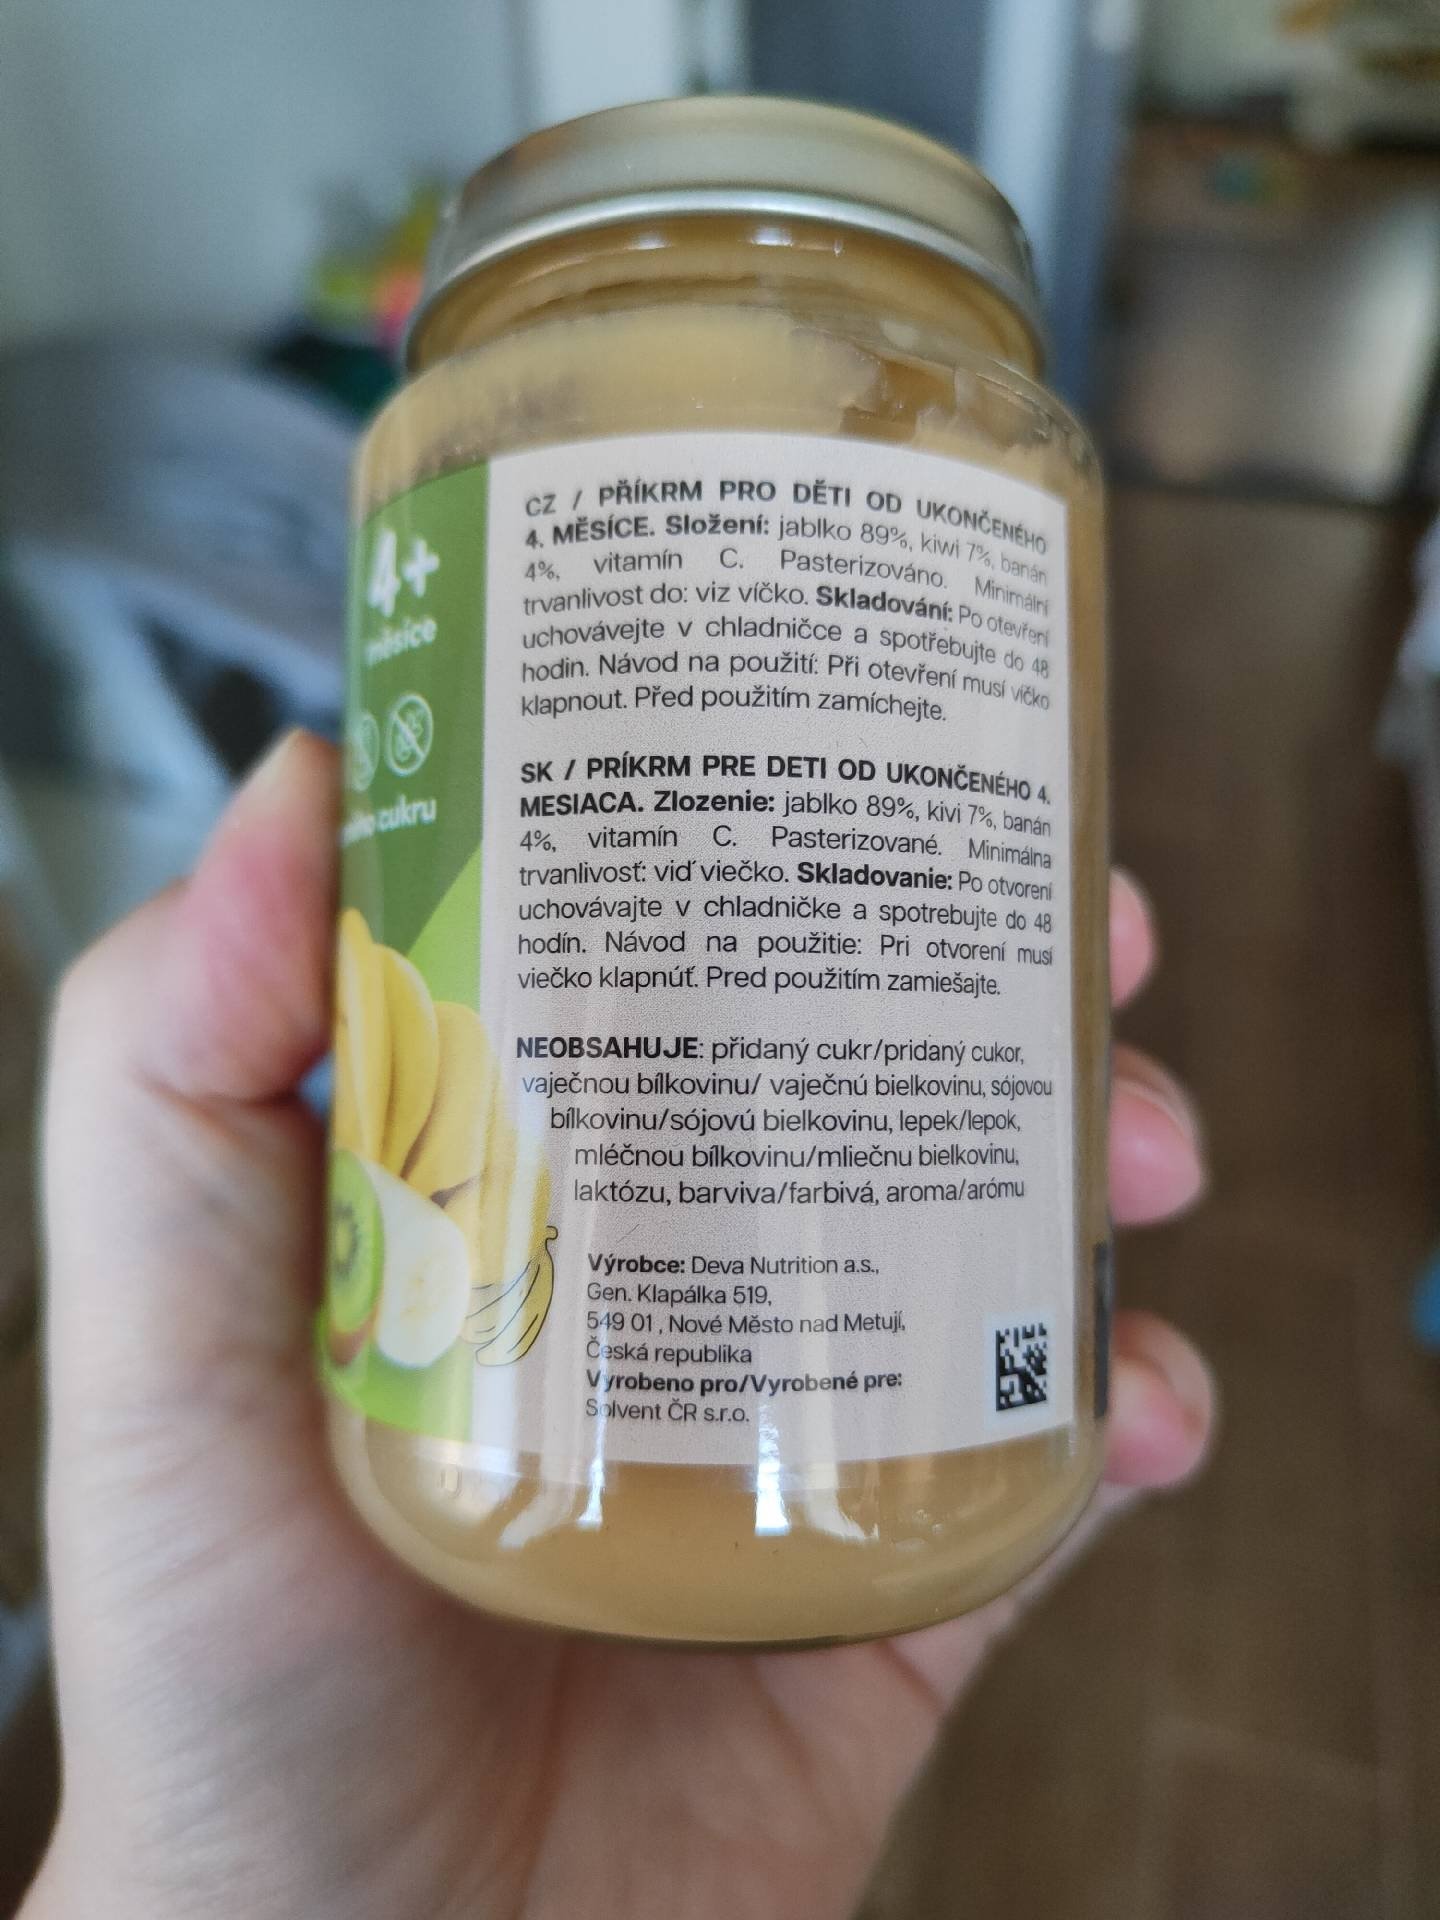 4+
měsíce
cukru
CZ / PŘÍKRM PRO DĚTI OD UKONČENÉHO
4. MĚSÍCE. Složení: jablko 89%, kiwi 7%, banán
4%, vitamín C. Pasterizováno. Minimální
trvanlivost do: viz víčko. Skladování: Po otevření
uchovávejte v chladničce a spotřebujte do 48
hodin. Návod na použití: Při otevření musí víčko
klapnout. Před použitím zamíchejte.
SK / PRÍKRM PRE DETI OD UKONČENÉHO 4.
MESIACA. Zlozenie: jablko 89%, kivi 7%, banán
4%, vitamín C. Pasterizované. Minimálna
trvanlivosť: viď viečko. Skladovanie: Po otvorení
uchovávajte v chladničke a spotrebujte do 48
hodín. Návod na použitie: Pri otvorení musí
viečko klapnúť. Pred použitím zamiešajte.
NEOBSAHUJE: přidaný cukr/pridaný cukor,
vaječnou bílkovinu/ vaječnú bielkovinu, sójovou
bílkovinu/sójovú bielkovinu, lepek/lepok,
mléčnou bílkovinu/mliečnu bielkovinu,
laktózu, barviva/farbivá, aroma/arómu
Výrobce: Deva Nutrition a.s.,
Gen. Klapálka 519,
549 01 , Nové Město nad Metují,
Česká republika
Vyrobeno pro/Vyrobené pre:
Solvent ČR s.r.o.